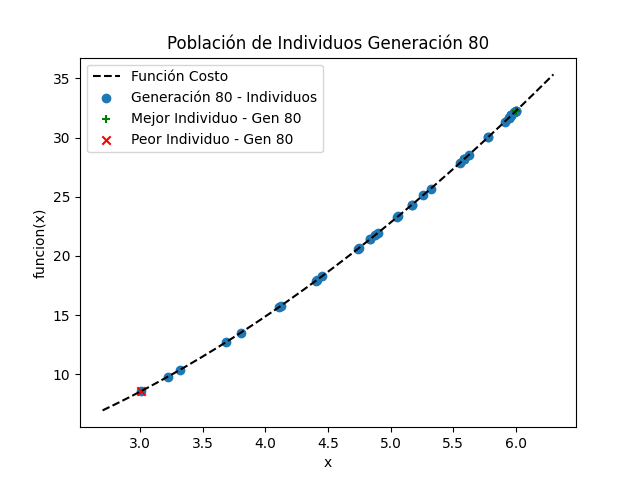 Población de Individuos Generación 80
Función Costo
Generación 80 - Individuos
Mejor Individuo - Gen 80
Peor Individuo - Gen 80
funcion(x)
35
30
25
20
15
10
3.0 3.5 4.0 4.5 5.0 5.5 6.0
x